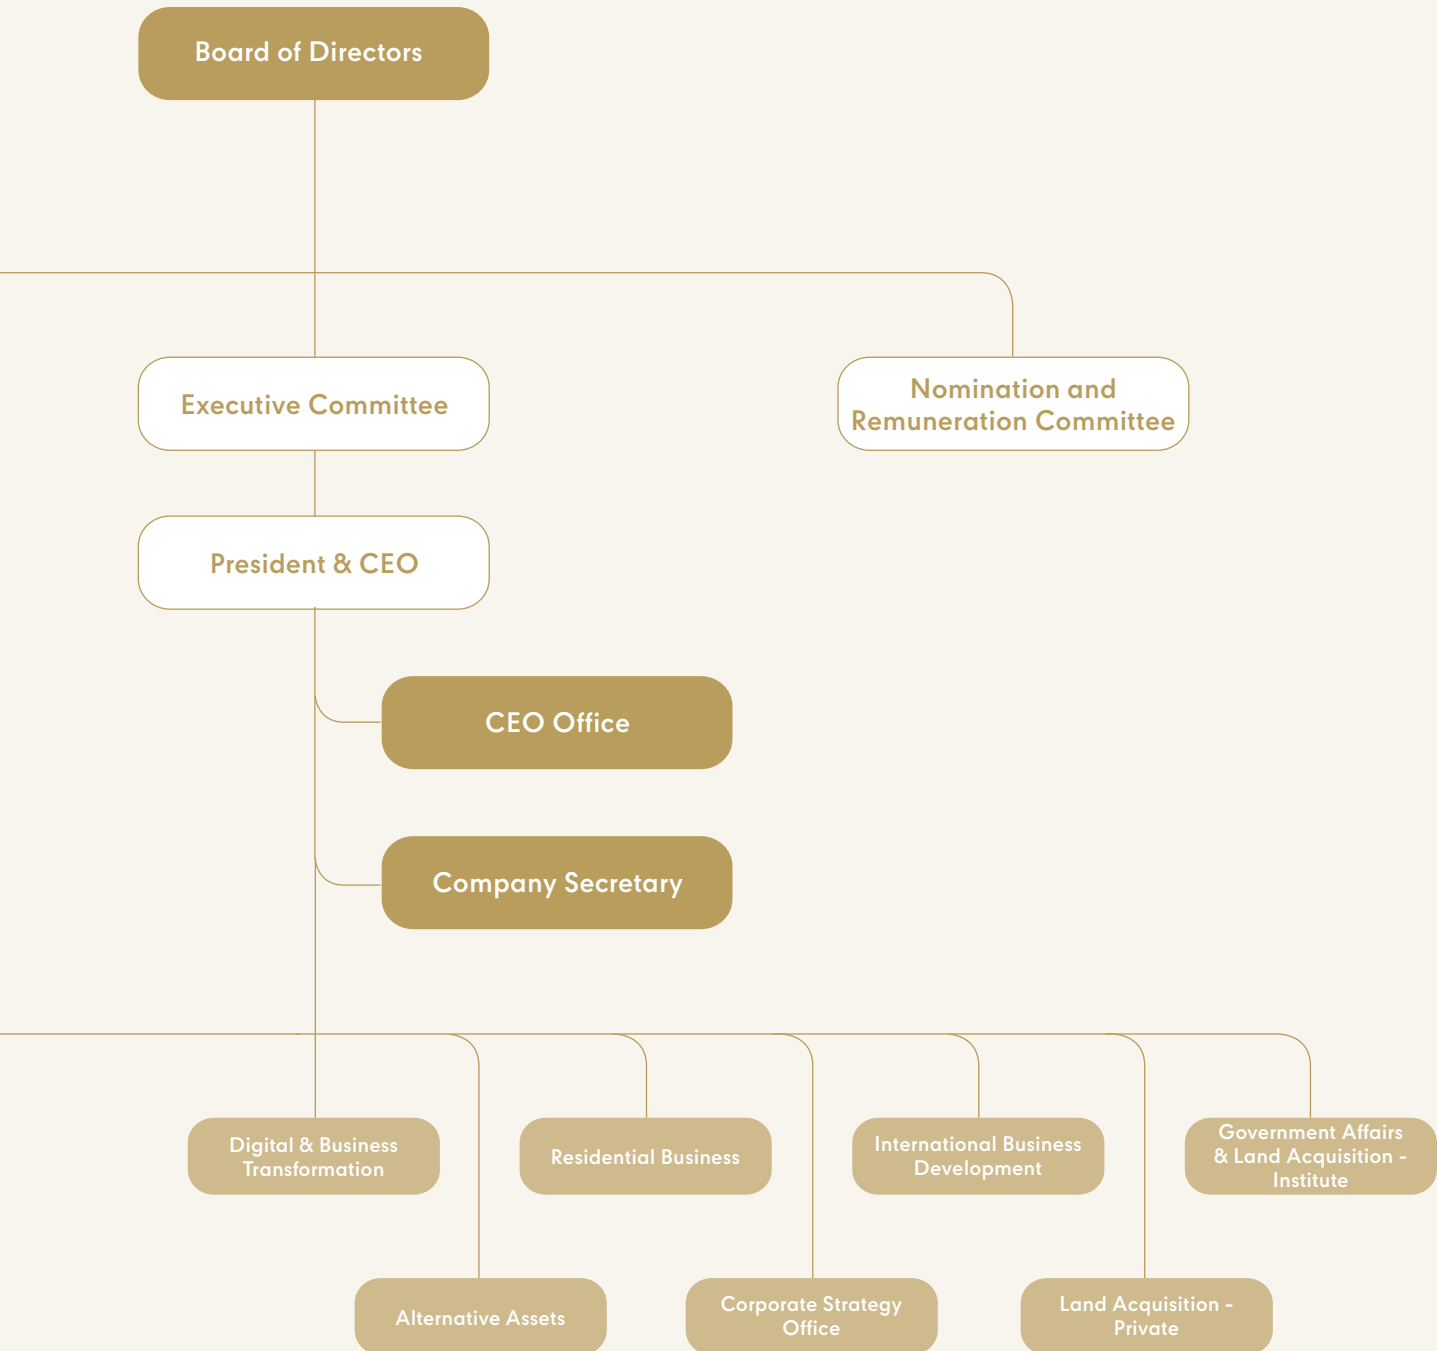 Board of Directors
Executive Committee
Nomination and
Remuneration Committee
President & CEO
CEO Office
Company Secretary
Digital & Business
Transformation
Residential Business
International Business
Development
Government Affairs
& Land Acquisition -
Institute
Alternative Assets
Corporate Strategy
Office
Land Acquisition -
Private